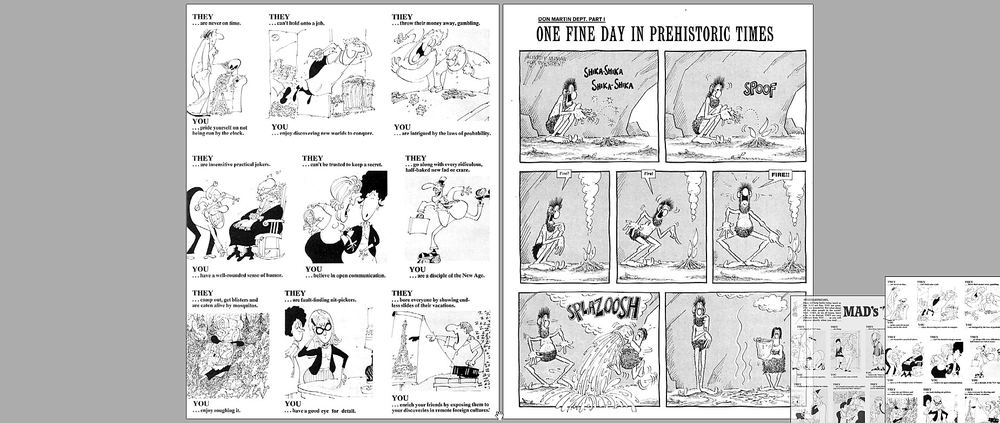 THEY
...are never on time.
YOU
...pride yourself on not
being run by the clock.
THEY
...can't hold onto a job.
YOU
...enjoy discovering new worlds to conquer.
THEY
...throw their money away, gambling.
YOU
...are intrigued by the laws of probability.
THEY
...are insensitive practical jokers.
YOU
...have a well-rounded sense of humor.
THEY
...can't be trusted to keep a secret.
YOU
...believe in open communication.
THEY
...go along with every ridiculous,
half-baked new fad or craze.
YOU
...are a disciple of the New Age.
THEY
...camp out, get blisters and
are eaten alive by mosquitos.
YOU
...enjoy roughing it.
THEY
...are fault-finding nit-pickers.
YOU
...have a good eye for detail.
THEY
...bore everyone by showing end-
less slides of their vacations.
YOU
...enrich your friends by exposing them to
your discoveries in remote foreign cultures!
DON MARTIN DEPT. PART I
ONE FINE DAY IN PREHISTORIC TIMES
SHIKA-SHIKA
SHIKA-SHIKA
SPOOF
Fire?
Fire!
FIRE!!
SPLAZOOSH
MAD's